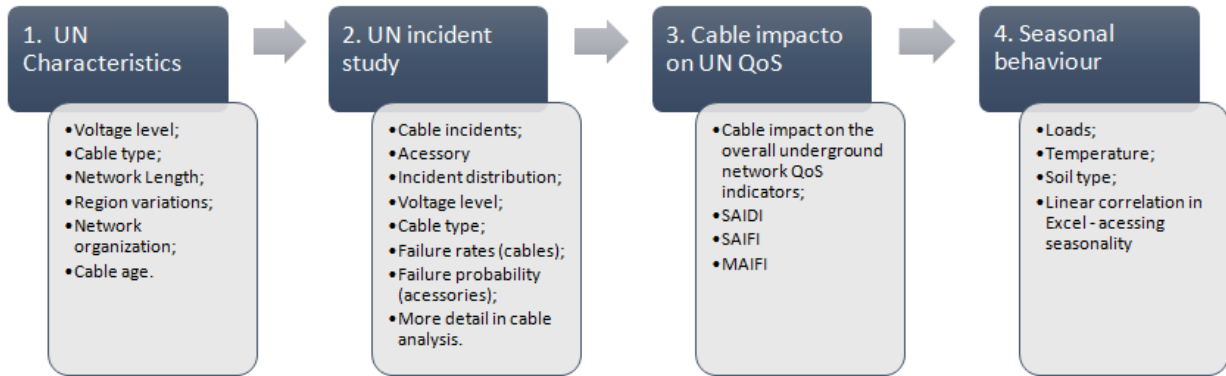 1. UN
Characteristics
•Voltage level;
•Cable type;
•Network Length;
•Region variations;
•Network
organization;
•Cable age.
2. UN incident
study
•Cable incidents;
•Acessory
•Incident distribution;
•Voltage level;
•Cable type;
•Failure rates (cables);
•Failure probability
(acessories);
•More detail in cable
analysis.
3. Cable impacto
on UN QoS
•Cable impact on the
overall underground
network QoS
indicators;
•SAIDI
•SAIFI
•MAIFI
4. Seasonal
behaviour
•Loads;
•Temperature;
•Soil type;
•Linear correlation in
Excel - acessing
seasonality